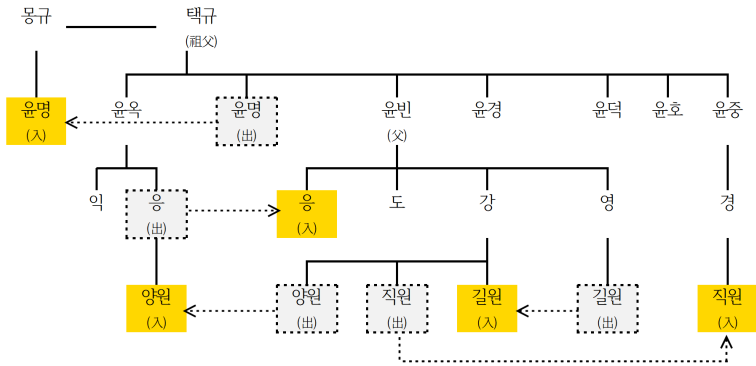 몽규
택규
(祖父)
윤명
(入)
윤옥
윤명
(出)
윤빈
(父)
윤경
윤덕
윤호
윤중
익
응
(出)
응
(入)
도
강
영
경
양원
(入)
양원
(出)
직원
(出)
길원
(入)
길원
(出)
직원
(入)